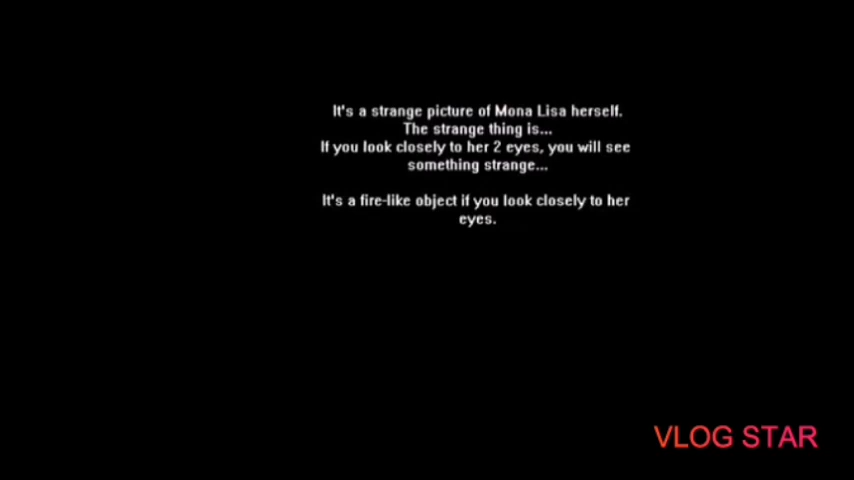 It's a strange picture of Mona Lisa herself.
The strange thing is...
If you look closely to her 2 eyes, you will see
something strange...
It's a fire-like object if you look closely to her
eyes.
VLOG STAR